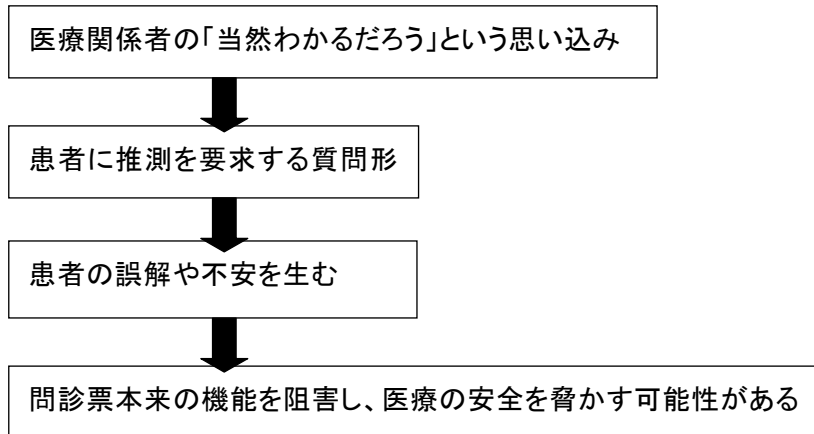 医療関係者の「当然わかるだろう」という思い込み
患者に推測を要求する質問形
患者の誤解や不安を生む
問診票本来の機能を阻害し、医療の安全を脅かす可能性がある